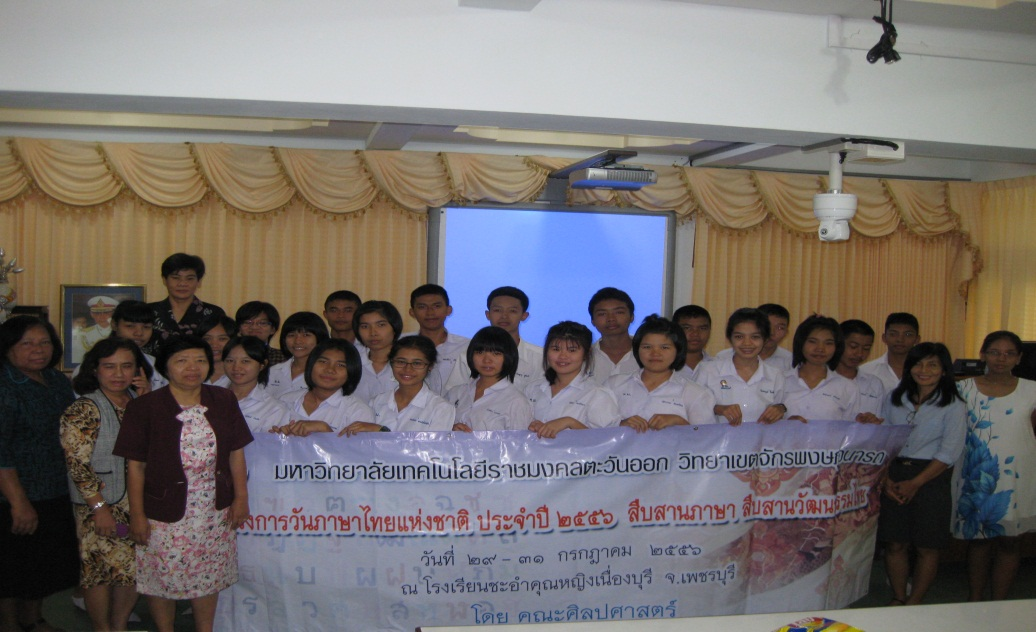 มหาวิทยาลัยเทคโนโลยีราชมงคลตะวันออก วิทยาเขตจักรพงษภูวนารถ
โครงการวันภาษาไทยแห่งชาติ ประจำปี ๒๕๕๖ สืบสานภาษา สืบสานวัฒนธรรมไทย
วันที่ ๒๙ - ๓๑ กรกฎาคม ๒๕๕๖
ณ โรงเรียนชะอำคุณหญิงเนื่องบุรี จ.เพชรบุรี
โดย คณะศิลปศาสตร์